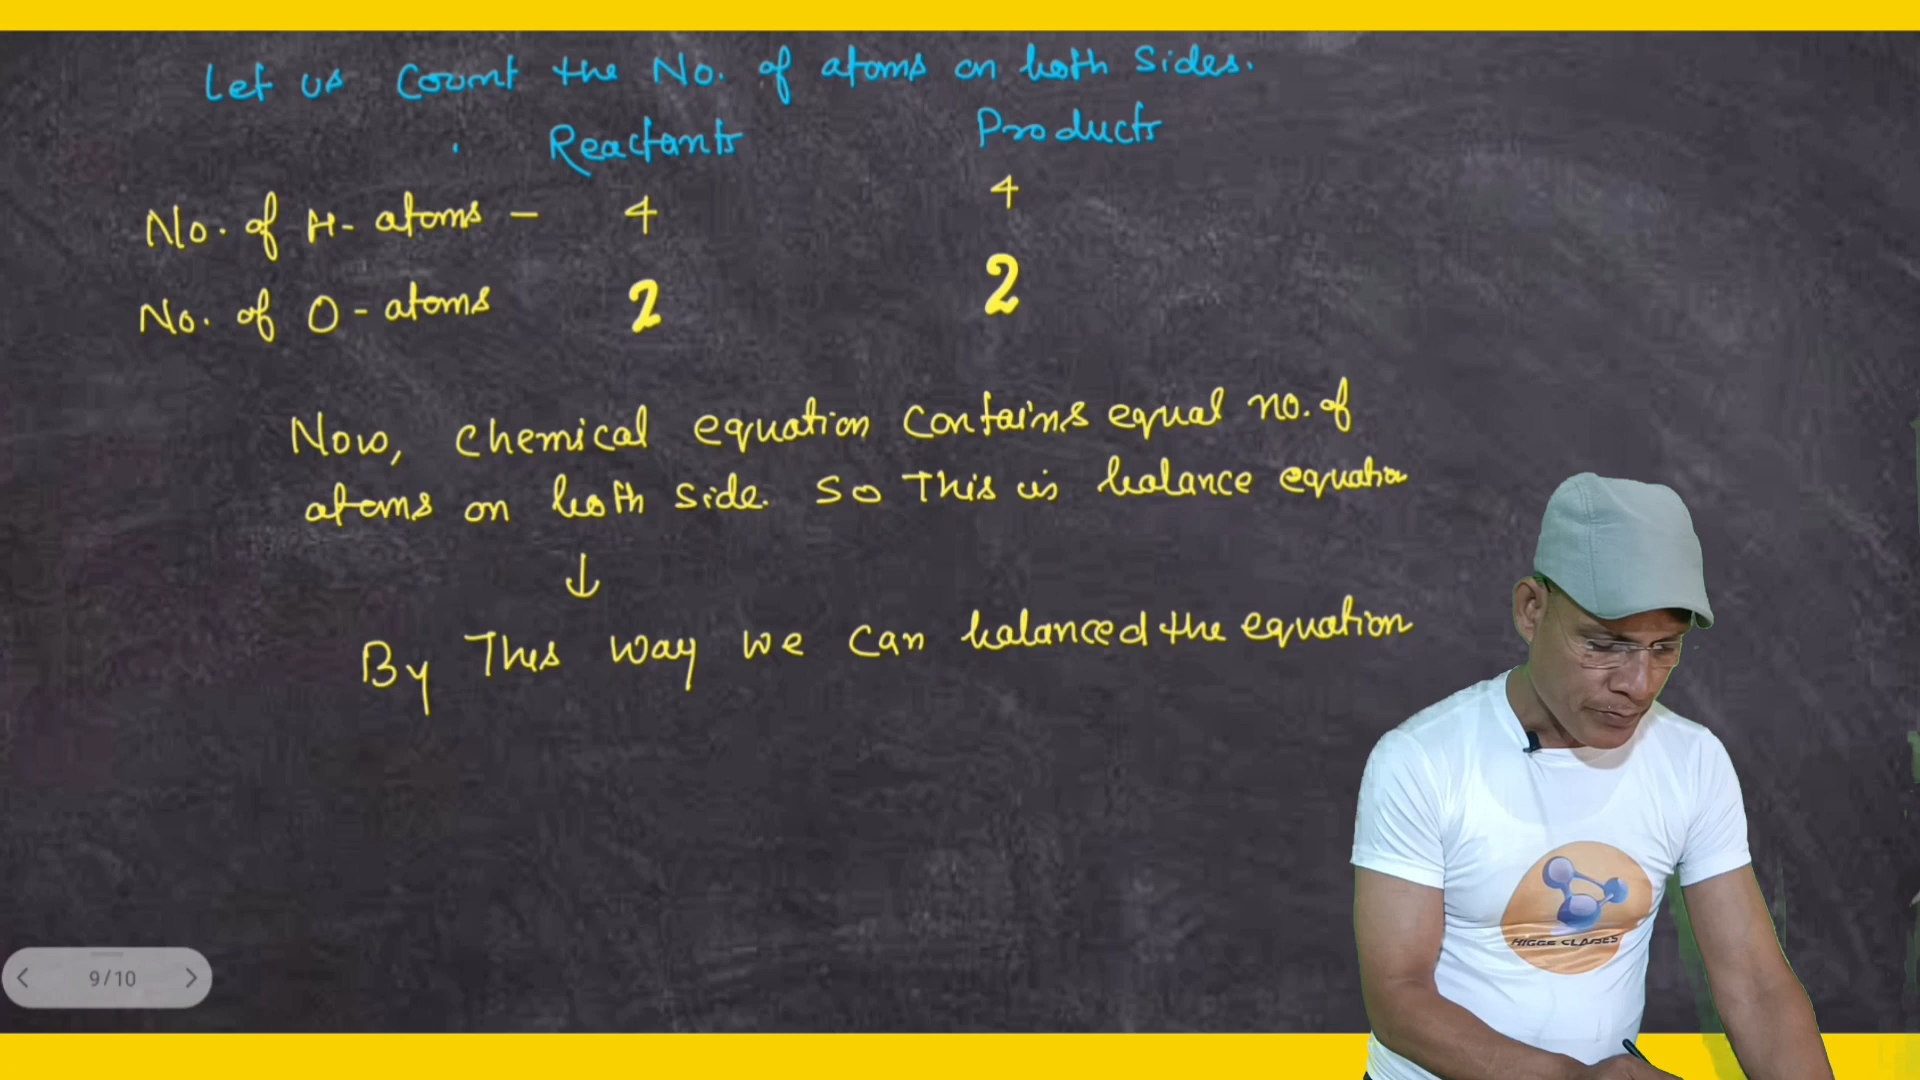 Let us Count the No. of atoms on both Sides.
Reactants Products
No. of H-atoms - 4 4
No. of O-atoms 2 2
Now, Chemical equation Contains equal no. of
atoms on both side. So This is balance equation
↓
By This way we can balanced the equation
HIGGS CLASSES
9/10